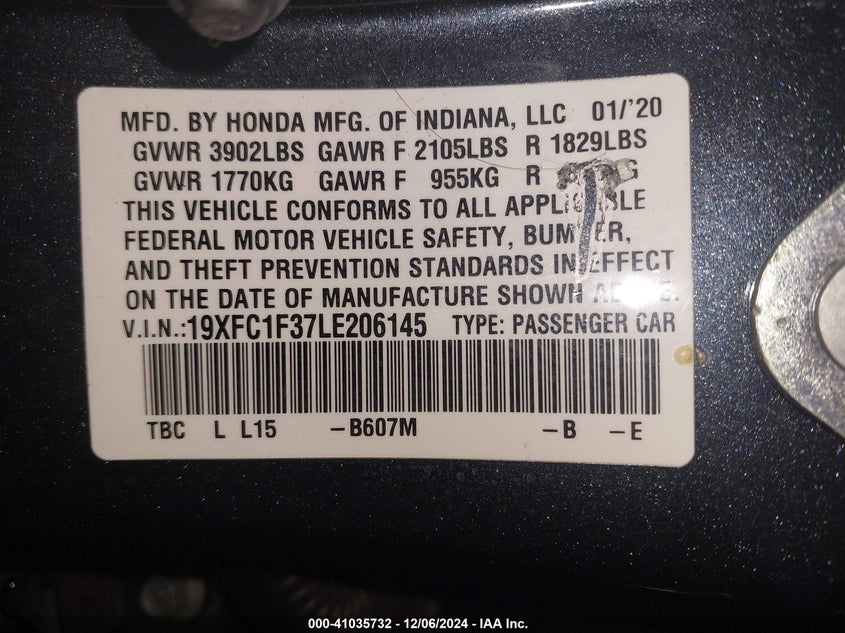 MFD. BY HONDA MFG. OF INDIANA, LLC 01/'20
GVWR 3902LBS GAWR F 2105LBS R 1829LBS
GVWR 1770KG GAWR F 955KG R
THIS VEHICLE CONFORMS TO ALL
FEDERAL MOTOR VEHICLE SAFETY,
AND THEFT PREVENTION STANDARDS IN EFFECT
ON THE DATE OF MANUFACTURE SHOWN
V.I.N.:19XFC1F37LE206145 TYPE: PASSENGER CAR
TBC L L15 -B607M -B -E
000-41035732 - 12/06/2024 - IAA Inc.